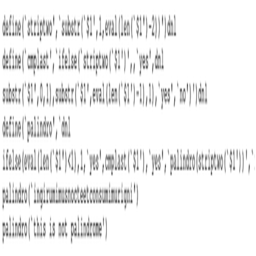 define(`striptwo',`substr(`$1',1,eval(len(`$1')-2))')dnl
define(`cmplast',`ifelse(`striptwo(`$1')',,`yes',dnl
substr(`$1',0,1),substr(`$1',eval(len(`$1')-1),1),`yes',`no')')dnl
define(`palindro',`dnl
ifelse(eval(len(`$1')<1),1,`yes',cmplast(`$1'),`yes',`palindro(striptwo(`$1'))',`
palindro(`ingirumimusnocteetconsumimurigni')
palindro(`this is not palindrome')